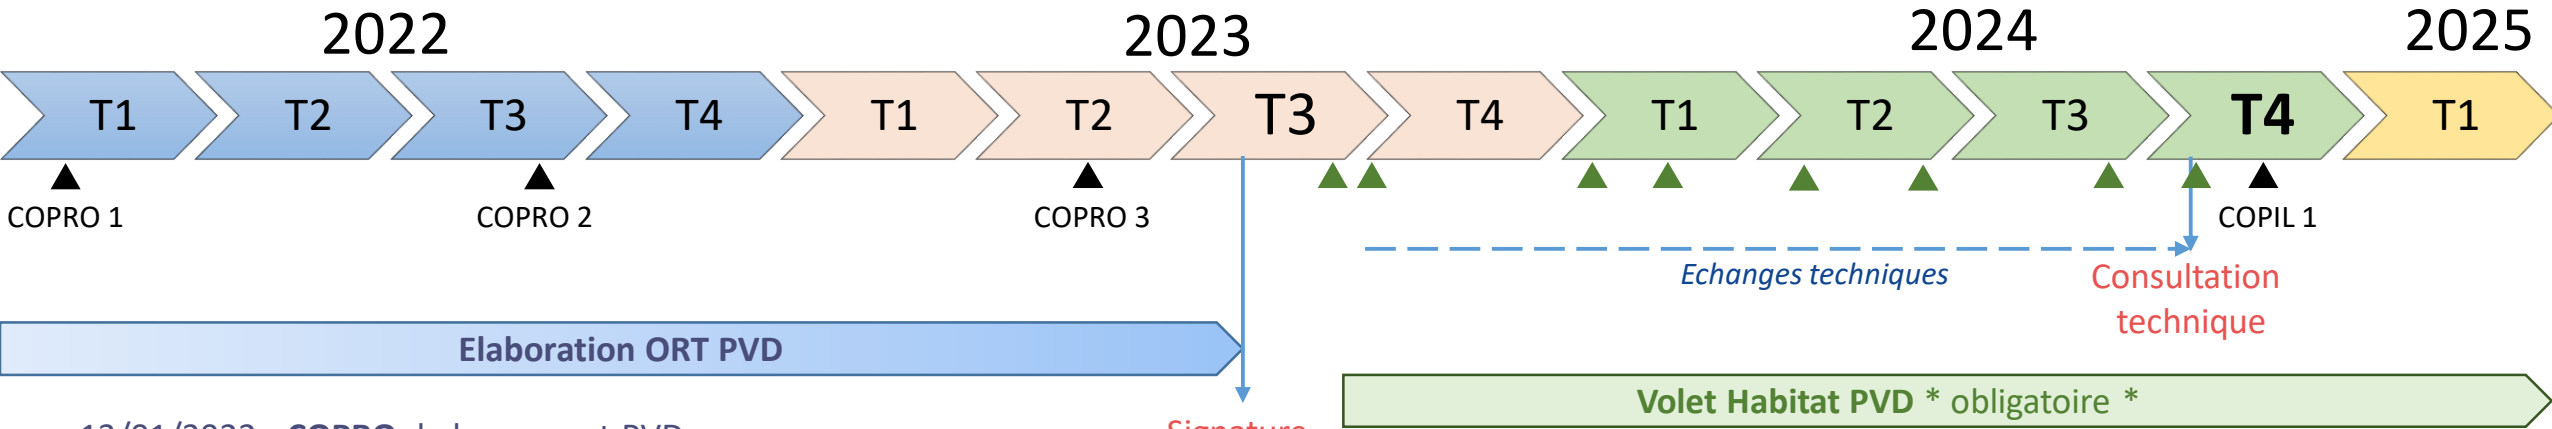 2022 2023 2024 2025
T1 T2 T3 T4 T1 T2 T3 T4 T1 T2 T3 T4 T1
COPRO 1 COPRO 2 COPRO 3 COPIL 1
Echanges techniques
Consultation
technique
Elaboration ORT PVD
Volet Habitat PVD * obligatoire *
Signature